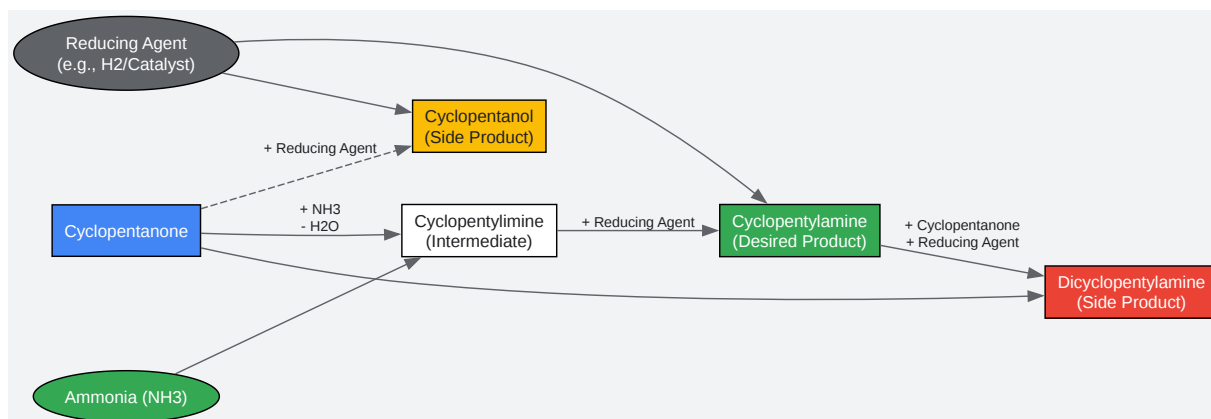 Reducing Agent
(e.g., H2/Catalyst)
Cyclopentanol
(Side Product)
+ Reducing Agent
Cyclopentanone
+ NH3
- H2O
Cyclopentylimine
(Intermediate)
+ Reducing Agent
Cyclopentylamine
(Desired Product)
+ Cyclopentanone
+ Reducing Agent
Dicyclopentylamine
(Side Product)
Ammonia (NH3)